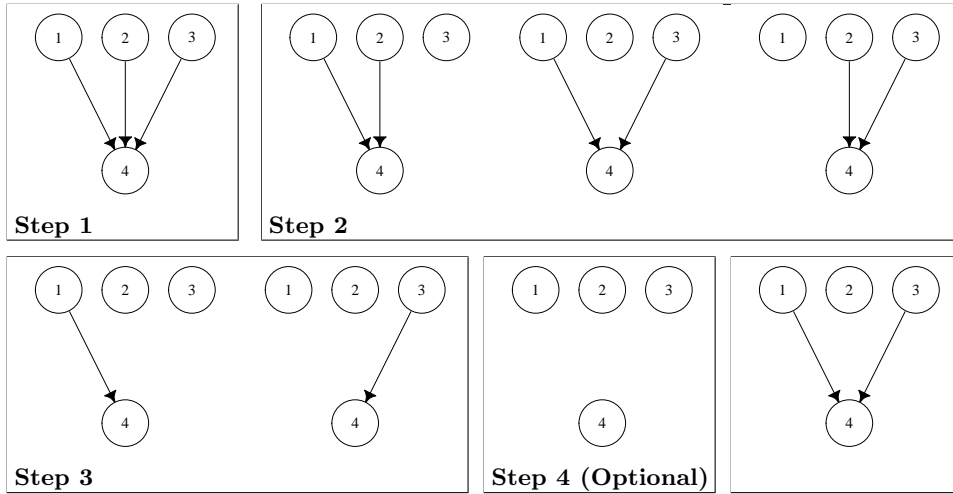 1 2 3
4
Step 1
1 2 3 1 2 3 1 2 3
4 4 4
Step 2
1 2 3 1 2 3
4 4
Step 3
1 2 3
4
Step 4 (Optional)
1 2 3
4